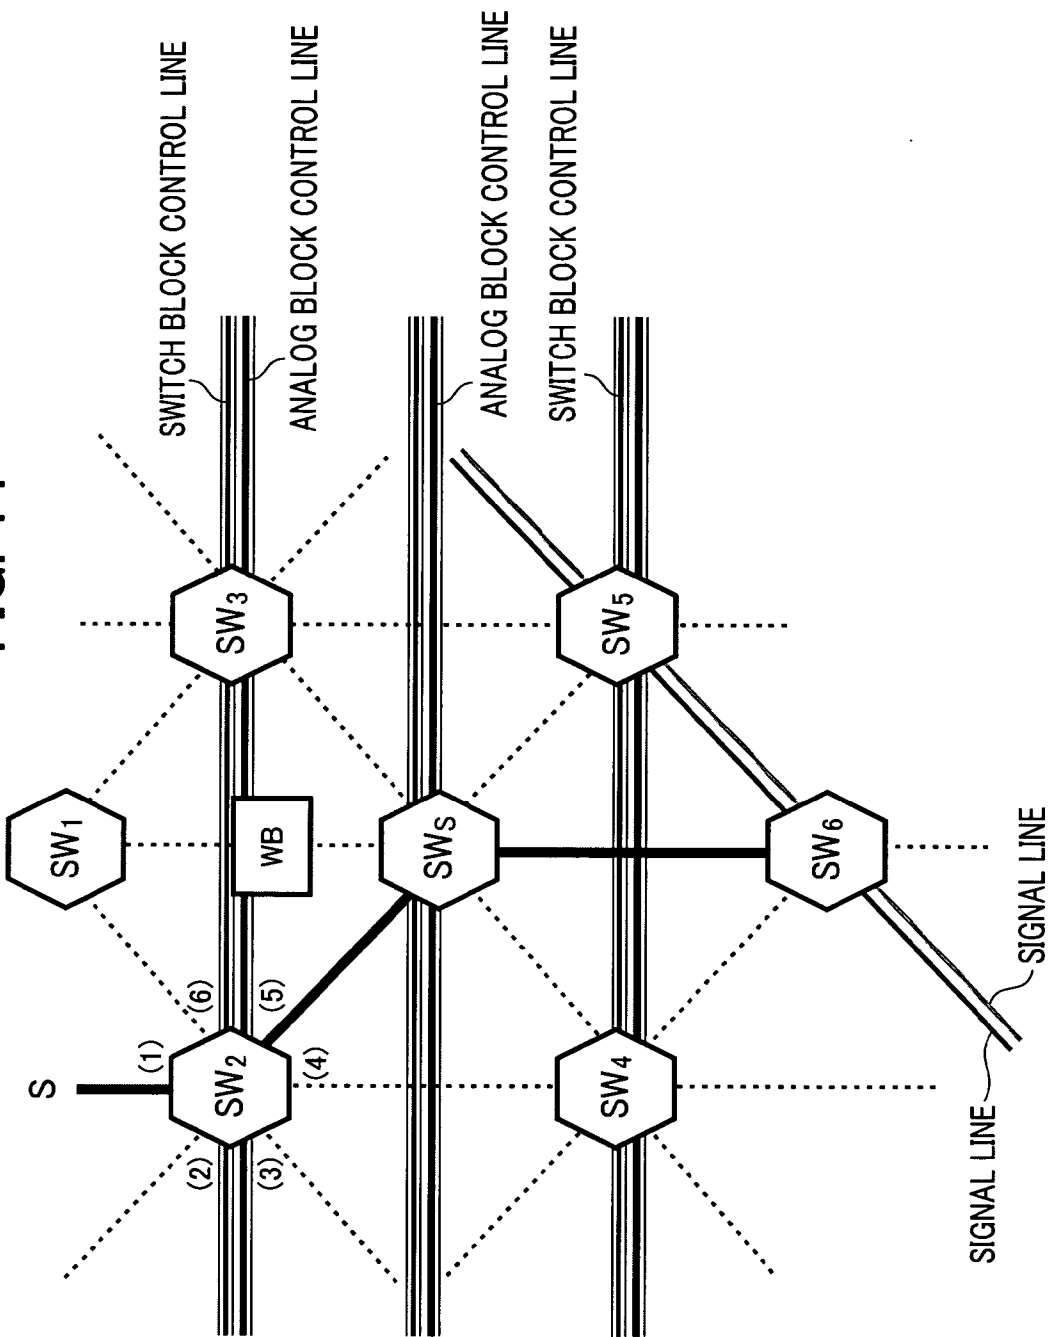 SWITCH BLOCK CONTROL LINE
ANALOG BLOCK CONTROL LINE
ANALOG BLOCK CONTROL LINE
SWITCH BLOCK CONTROL LINE
SW1
SW3
WB
SWS
SW5
S
(1)
(6)
(5)
SW2
(4)
(2)
(3)
SW4
SW6
SIGNAL LINE
SIGNAL LINE